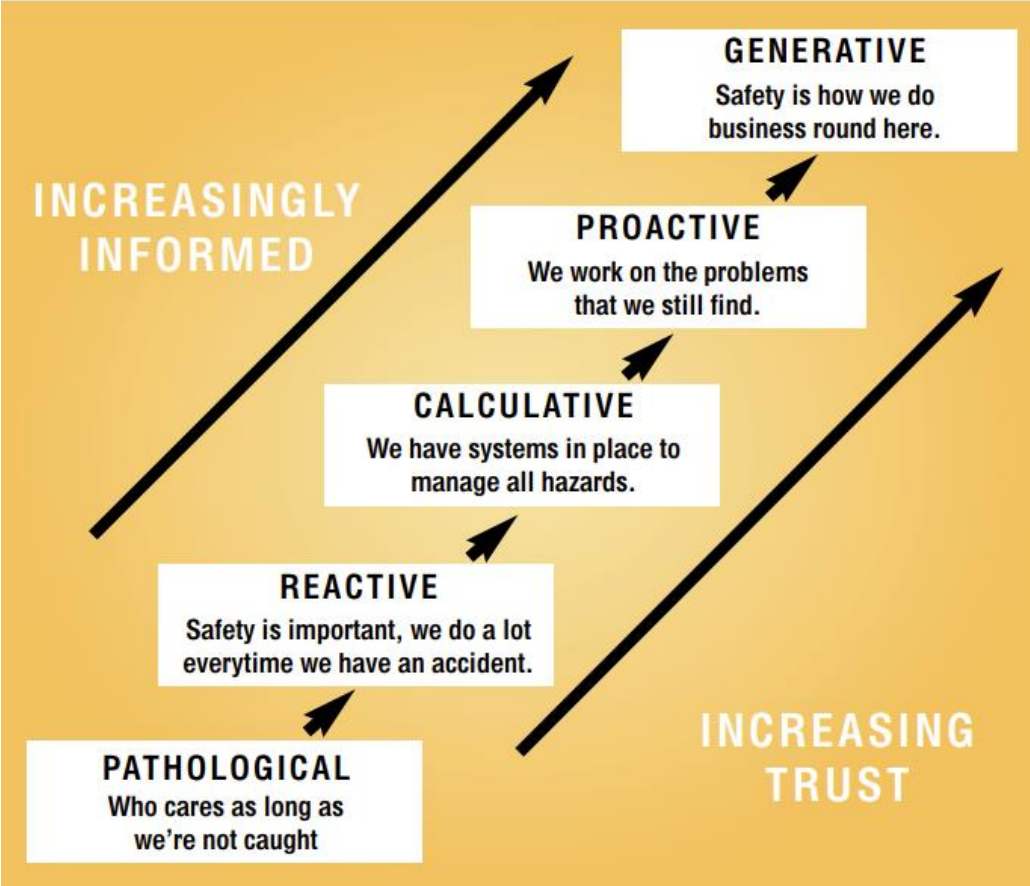 GENERATIVE
Safety is how we do
business round here.
INCREASINGLY
INFORMED
PROACTIVE
We work on the problems
that we still find.
CALCULATIVE
We have systems in place to
manage all hazards.
REACTIVE
Safety is important, we do a lot
everytime we have an accident.
INCREASING
TRUST
PATHOLOGICAL
Who cares as long as
we're not caught